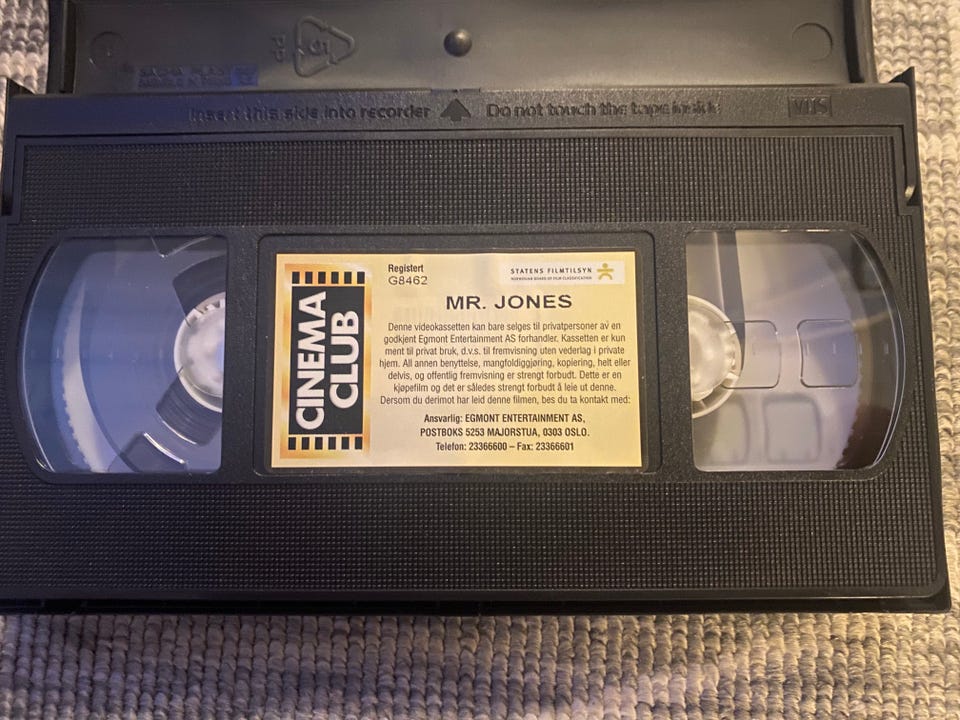 5
PP
Insert this side into recorder Do not touch the tape inside VHS
Registert
G8462
STATENS FILMTILSYN
NORWEGIAN BOARD OF FILM CLASSIFICATION
CINEMA
CLUB
MR. JONES
Denne videokassetten kan bare selges til privatpersoner av en
godkjent Egmont Entertainment AS forhandler. Kassetten er kun
ment til privat bruk, d.v.s. til fremvisning uten vederlag i private
hjem. All annen benyttelse, mangfoldiggjøring, kopiering, helt eller
delvis, og offentlig fremvisning er strengt forbudt. Dette er en
kjøpefilm og det er således strengt forbudt å leie ut denne.
Dersom du derimot har leid denne filmen, bes du ta kontakt med:
Ansvarlig: EGMONT ENTERTAINMENT AS,
POSTBOKS 5253 MAJORSTUA, 0303 OSLO.
Telefon: 23366600 – Fax: 23366601